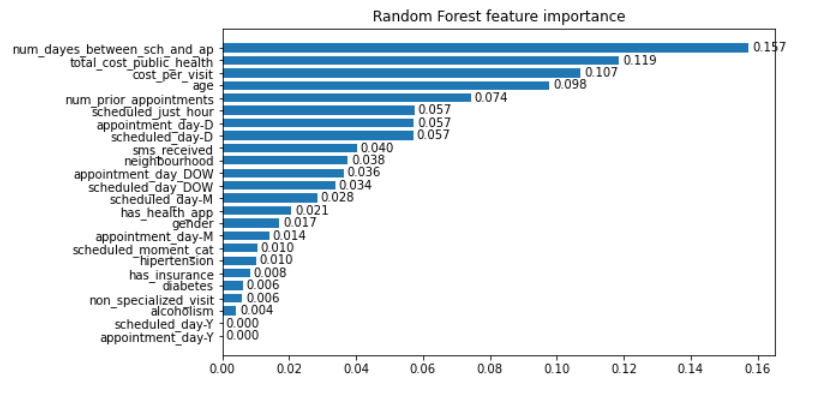 Random Forest feature importance
num_dayes_between_sch_and_ap 0.157
total_cost_public_health 0.119
cost_per_visit 0.107
age 0.098
num_prior_appointments 0.074
scheduled_just_hour 0.057
appointment_day-D 0.057
scheduled_day-D 0.057
sms_received 0.040
neighbourhood 0.038
appointment_day_DOW 0.036
scheduled_day_DOW 0.034
scheduled_day-M 0.028
has_health_app 0.021
gender 0.017
appointment_day-M 0.014
scheduled_moment_cat 0.010
hipertension 0.010
has_insurance 0.008
diabetes 0.006
non_specialized_visit 0.006
alcoholism 0.004
scheduled_day-Y 0.000
appointment_day-Y 0.000
0.00 0.02 0.04 0.06 0.08 0.10 0.12 0.14 0.16